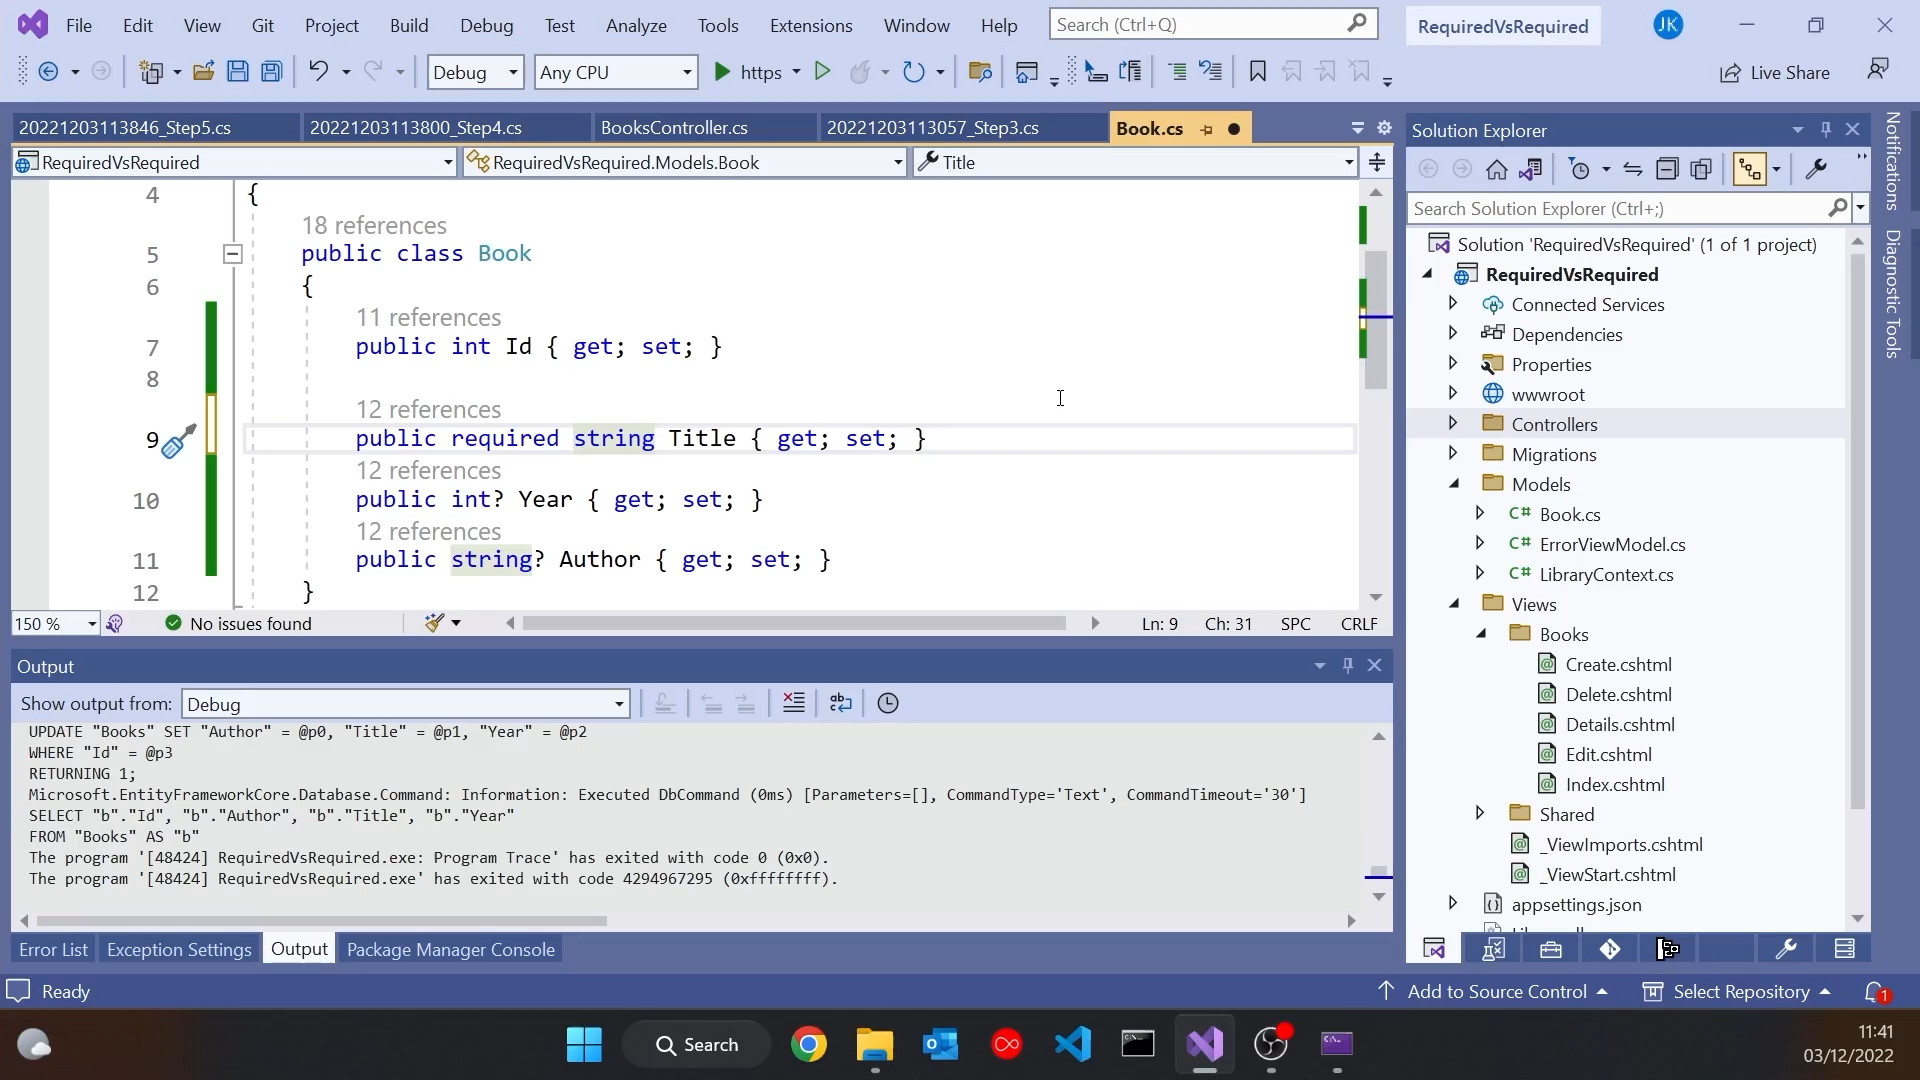 File Edit View Git Project Build Debug Test Analyze Tools Extensions Window Help Search (Ctrl+Q) RequiredVsRequired JK
Debug Any CPU https Live Share
20221203113846_Step5.cs 20221203113800_Step4.cs BooksController.cs 20221203113057_Step3.cs Book.cs
RequiredVsRequired RequiredVsRequired.Models.Book Title
4 {
18 references
5 public class Book
6 {
11 references
7 public int Id { get; set; }
8
12 references
9 public required string Title { get; set; }
12 references
10 public int? Year { get; set; }
12 references
11 public string? Author { get; set; }
12 }
150 % No issues found Ln: 9 Ch: 31 SPC CRLF
Output
Show output from: Debug
UPDATE "Books" SET "Author" = @p0, "Title" = @p1, "Year" = @p2
WHERE "Id" = @p3
RETURNING 1;
Microsoft.EntityFrameworkCore.Database.Command: Information: Executed DbCommand (0ms) [Parameters=[], CommandType='Text', CommandTimeout='30']
SELECT "b"."Id", "b"."Author", "b"."Title", "b"."Year"
FROM "Books" AS "b"
The program '[48424] RequiredVsRequired.exe: Program Trace' has exited with code 0 (0x0).
The program '[48424] RequiredVsRequired.exe' has exited with code 4294967295 (0xffffffff).
Error List Exception Settings Output Package Manager Console
Solution Explorer
Search Solution Explorer (Ctrl+;)
Solution 'RequiredVsRequired' (1 of 1 project)
RequiredVsRequired
Connected Services
Dependencies
Properties
wwwroot
Controllers
Migrations
Models
C# Book.cs
C# ErrorViewModel.cs
C# LibraryContext.cs
Views
Books
Create.cshtml
Delete.cshtml
Details.cshtml
Edit.cshtml
Index.cshtml
Shared
_ViewImports.cshtml
_ViewStart.cshtml
appsettings.json
Notifications
Diagnostic Tools
Ready Add to Source Control Select Repository 1
Search
11:41
03/12/2022